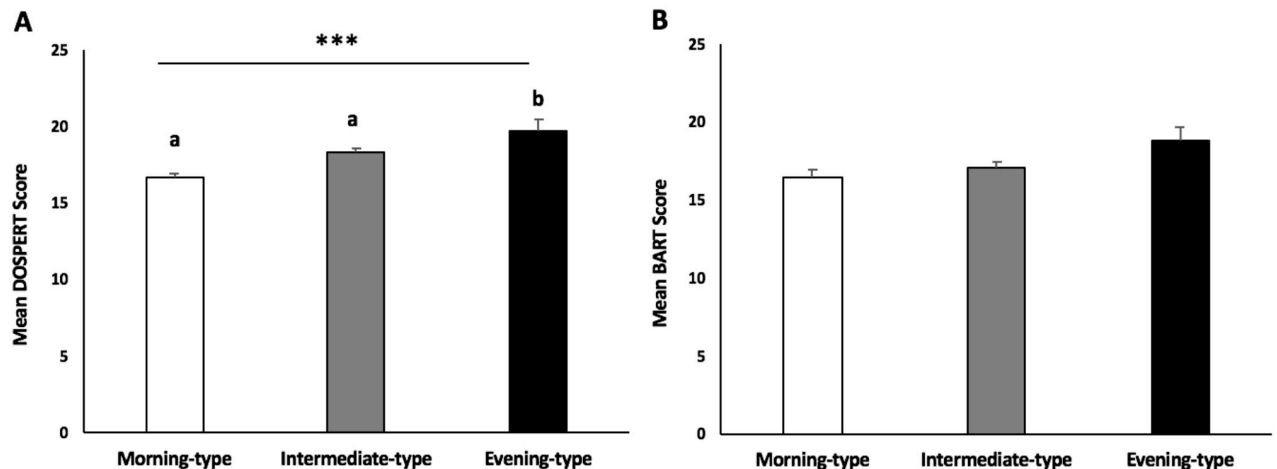 A
***
25
20
15
10
5
0
a
a
b
Mean DOSPERT Score
Morning-type
Intermediate-type
Evening-type
B
25
20
15
10
5
0
Mean BART Score
Morning-type
Intermediate-type
Evening-type